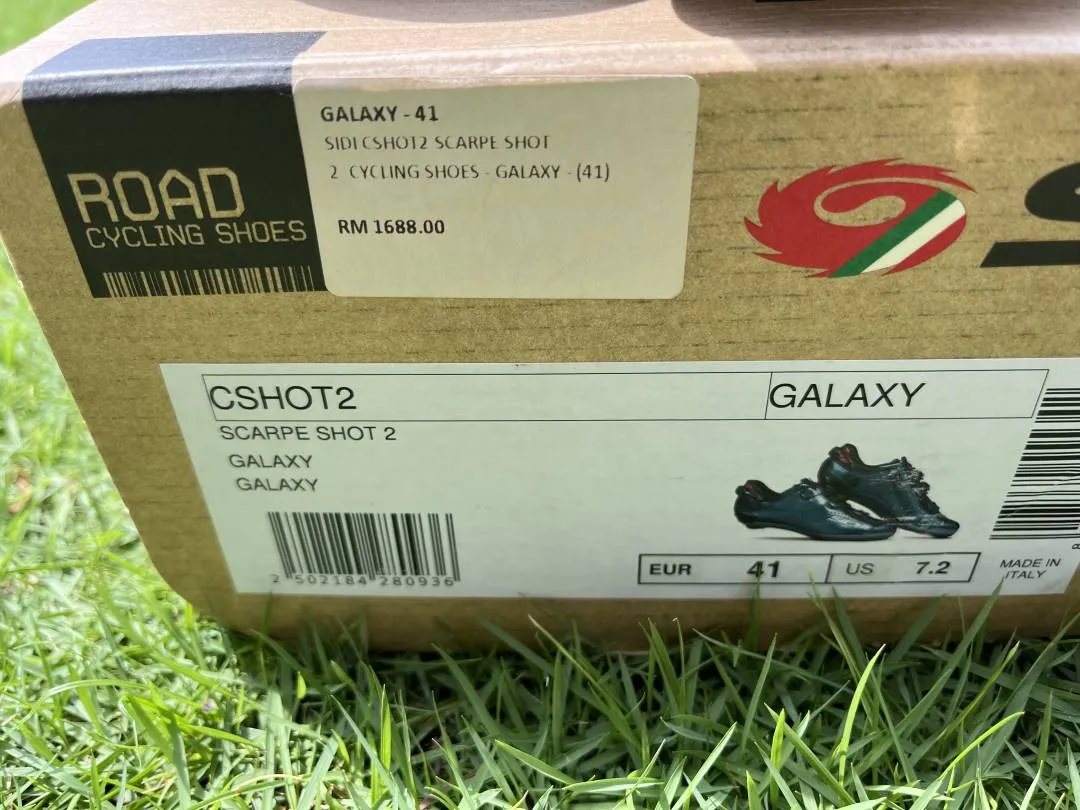 GALAXY - 41
SIDI CSHOT2 SCARPE SHOT
2 CYCLING SHOES - GALAXY - (41)
RM 1688.00
ROAD
CYCLING SHOES
CSHOT2
GALAXY
SCARPE SHOT 2
GALAXY
GALAXY
2 502184 280936
EUR 41 US 7.2
MADE IN
ITALY